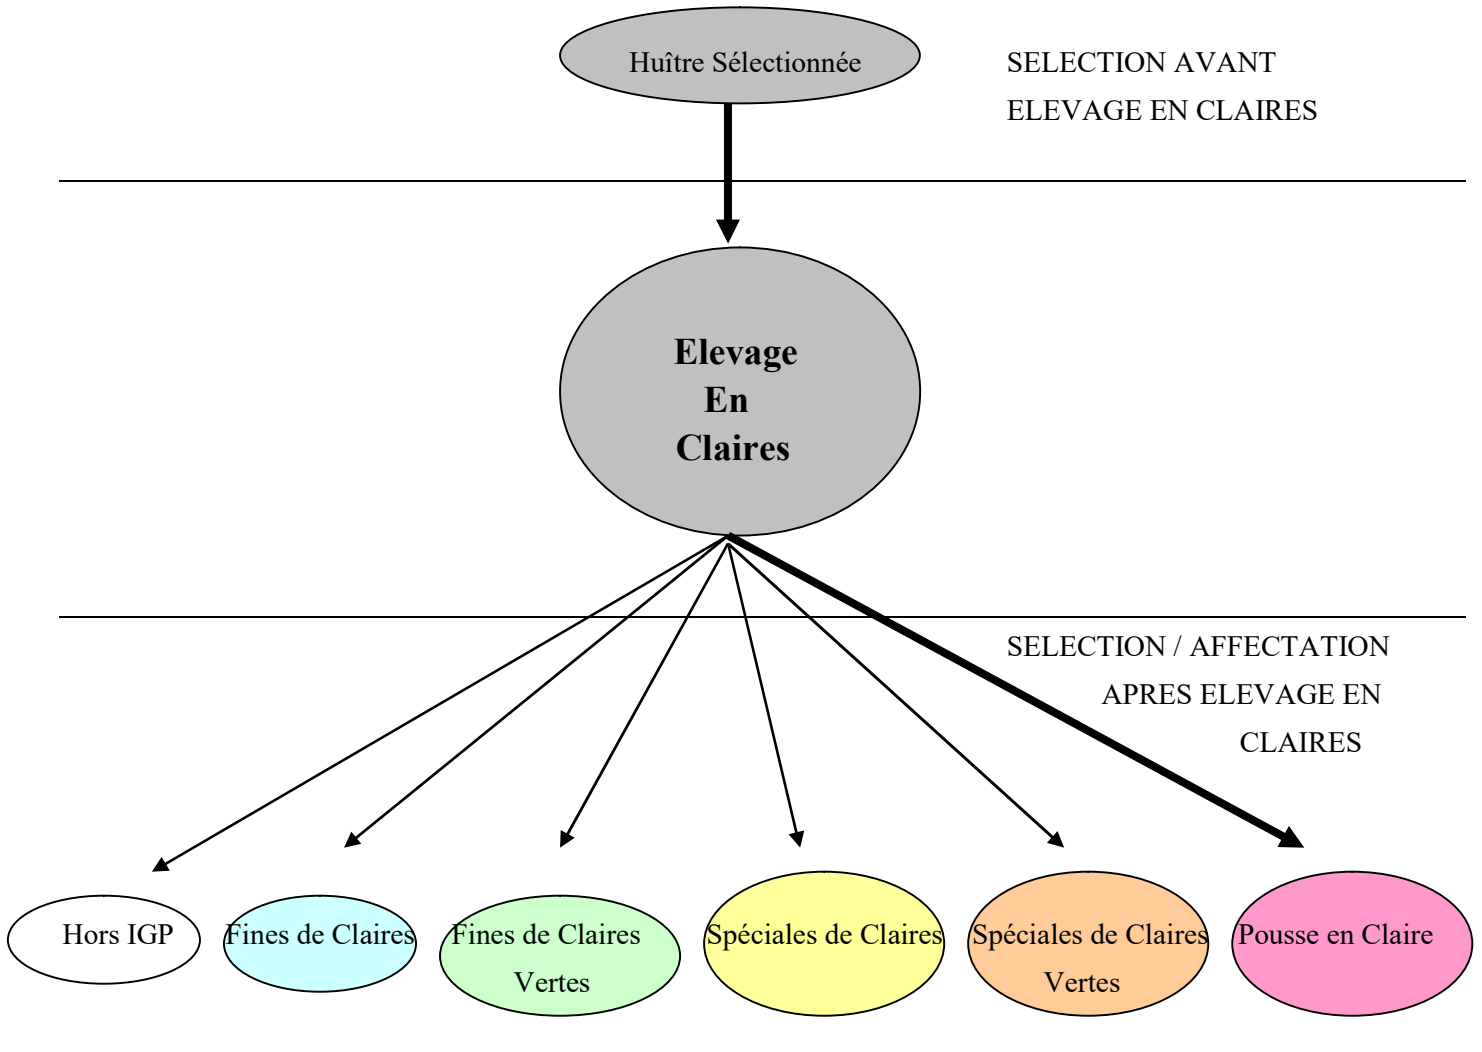 Huître Sélectionnée
SELECTION AVANT
ELEVAGE EN CLAIRES
Elevage
En
Claires
SELECTION / AFFECTATION
APRES ELEVAGE EN
CLAIRES
Hors IGP
Fines de Claires
Fines de Claires
Vertes
Spéciales de Claires
Spéciales de Claires
Vertes
Pousse en Claire